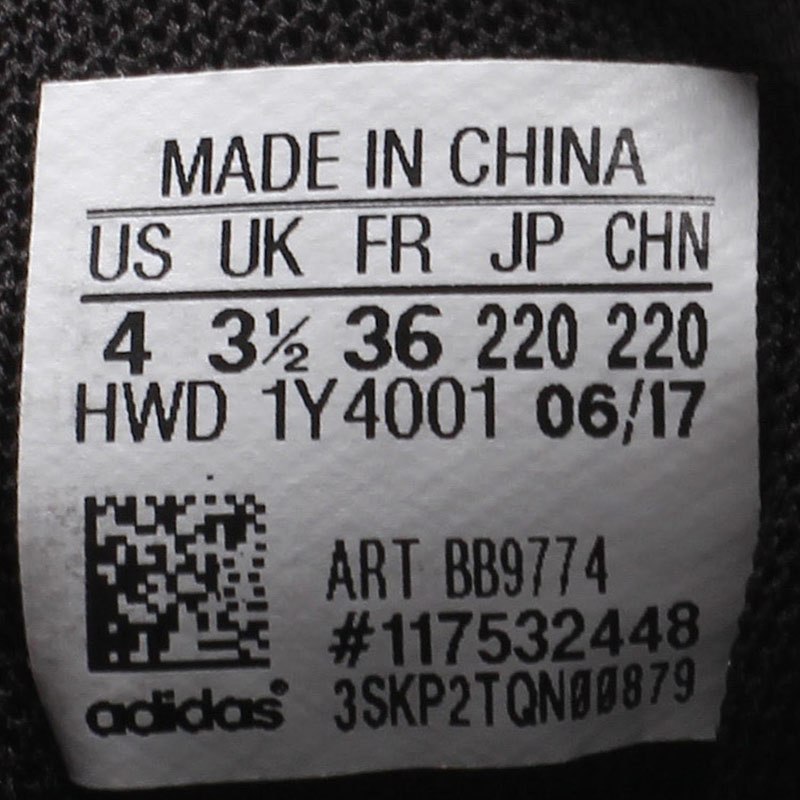 MADE IN CHINA
US UK FR JP CHN
4 3½ 36 220 220
HWD 1Y4001 06/17
ART BB9774
#117532448
adidas® 3SKP2TQN00879